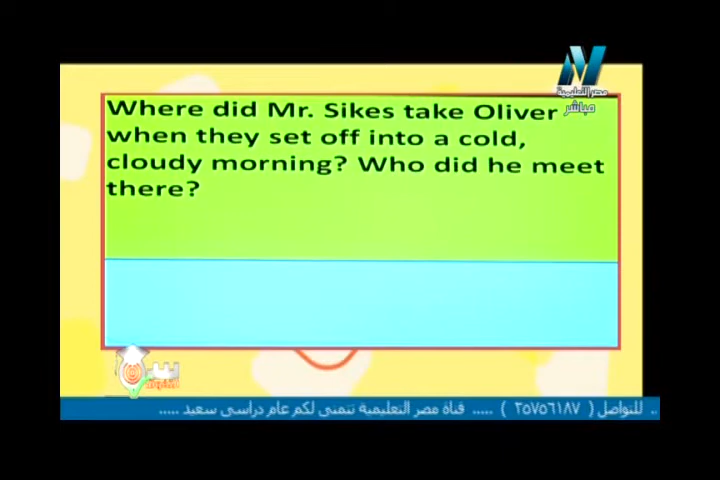 مصر التعليمية
مباشر
Where did Mr. Sikes take Oliver
when they set off into a cold,
cloudy morning? Who did he meet
there?
.. للتواصل ( ٢٥٧٥٦١٨٧ ) ..... قناة مصر التعليمية تتمنى لكم عام دراسى سعيد .....